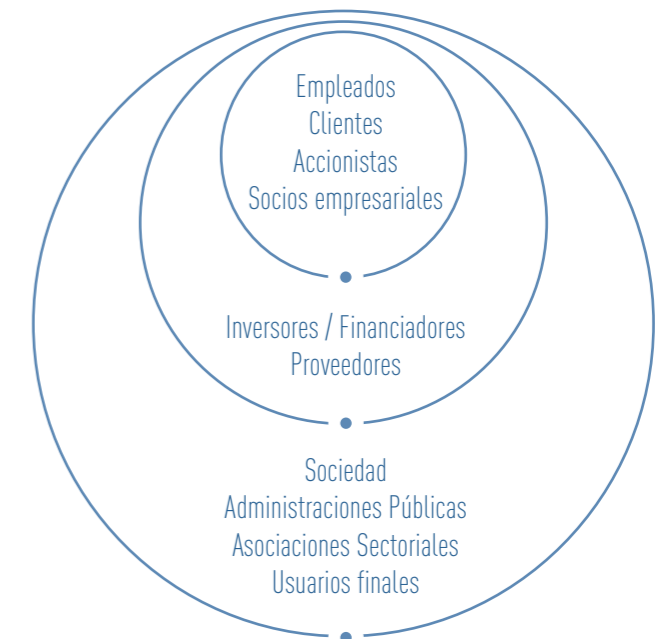 Empleados
Clientes
Accionistas
Socios empresariales
Inversores / Financiadores
Proveedores
Sociedad
Administraciones Públicas
Asociaciones Sectoriales
Usuarios finales